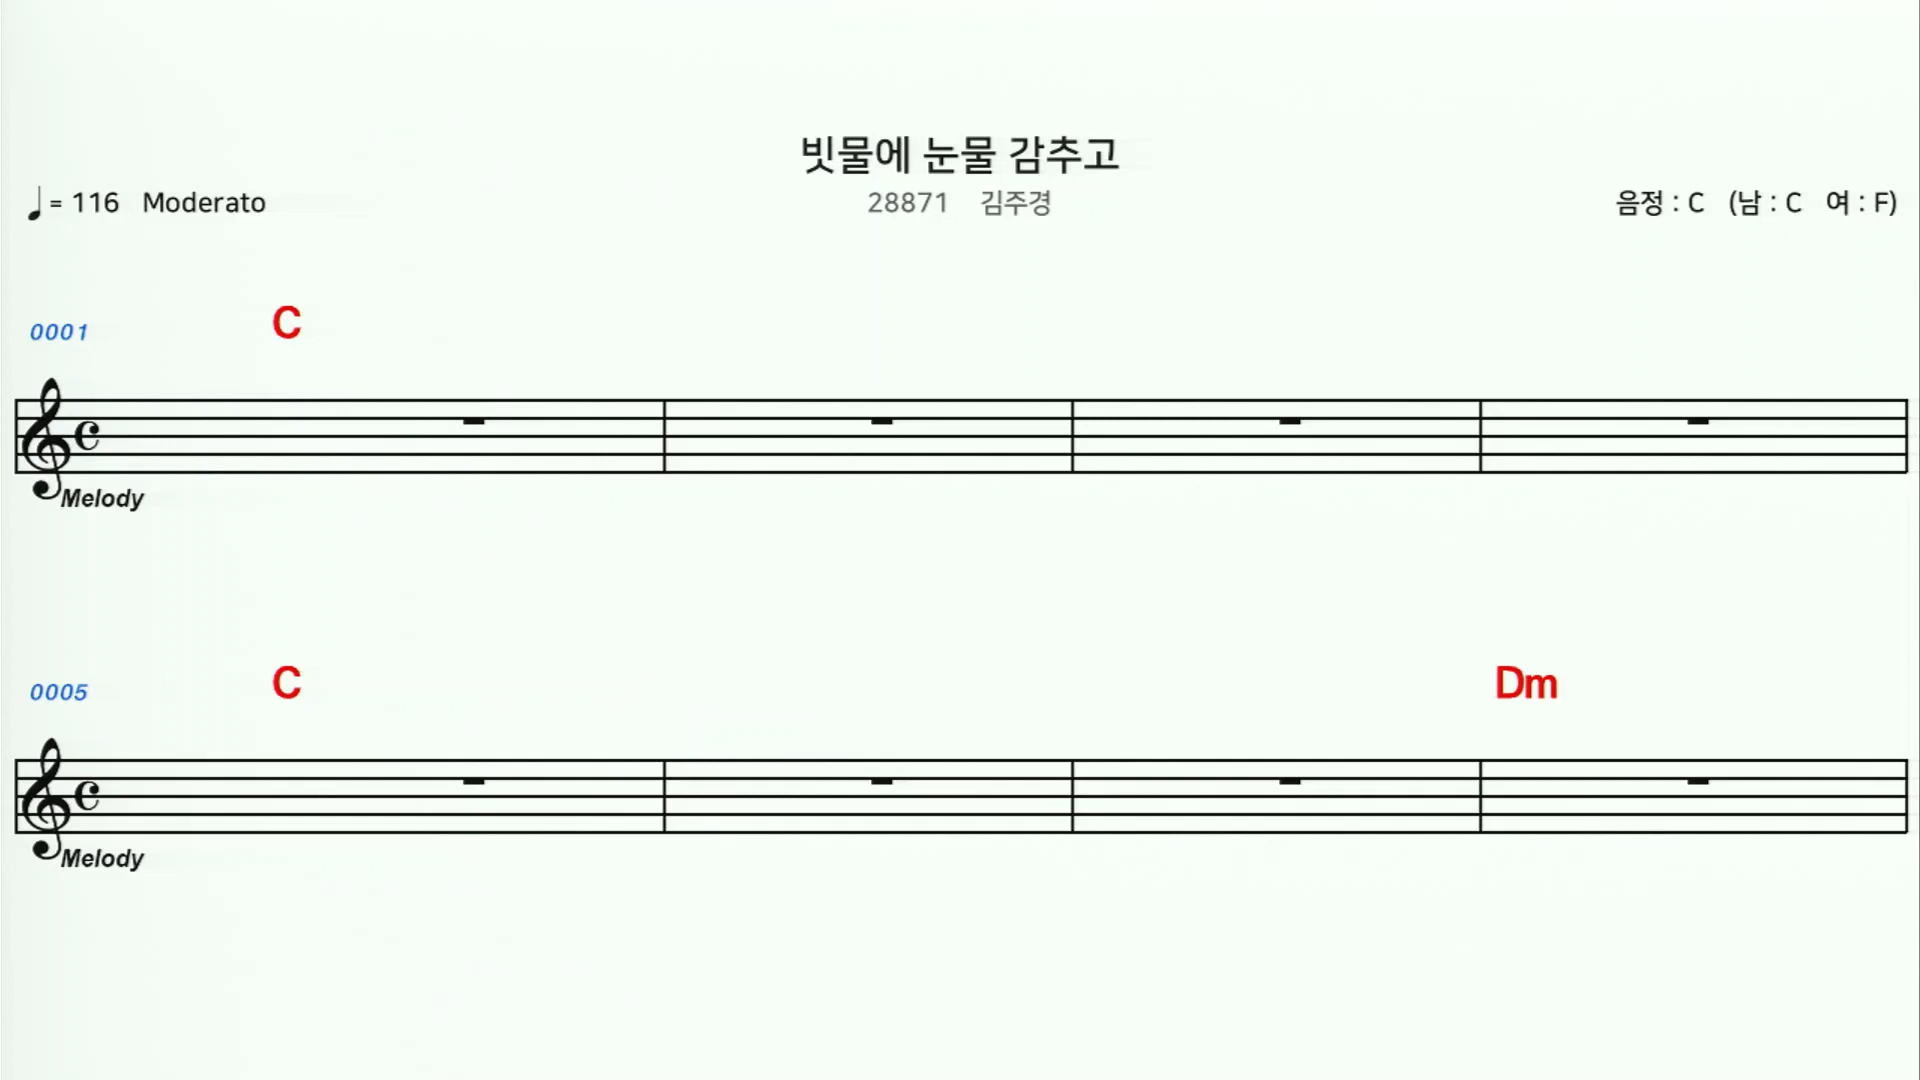 빗물에 눈물 감추고
♩= 116 Moderato 28871 김주경 음정 : C (남 : C 여 : F)
0001 C
Melody
0005 C Dm
Melody